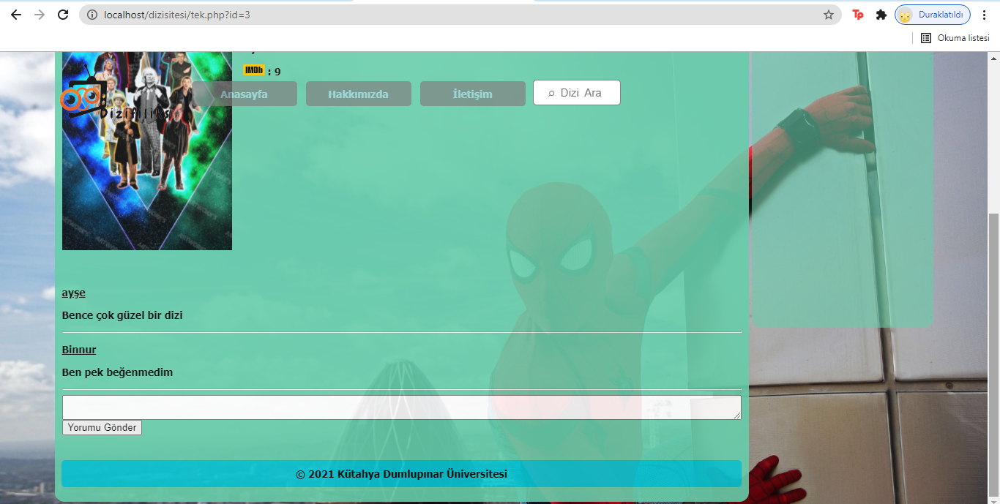 localhost/dizisitesi/tek.php?id=3
Tp
Duraklatıldı
Okuma listesi
IMDb : 9
Anasayfa
Hakkımızda
İletişim
Dizi Ara
Dizifiliks
ayşe
Bence çok güzel bir dizi
Binnur
Ben pek beğenmedim
Yorumu Gönder
© 2021 Kütahya Dumlupınar Üniversitesi